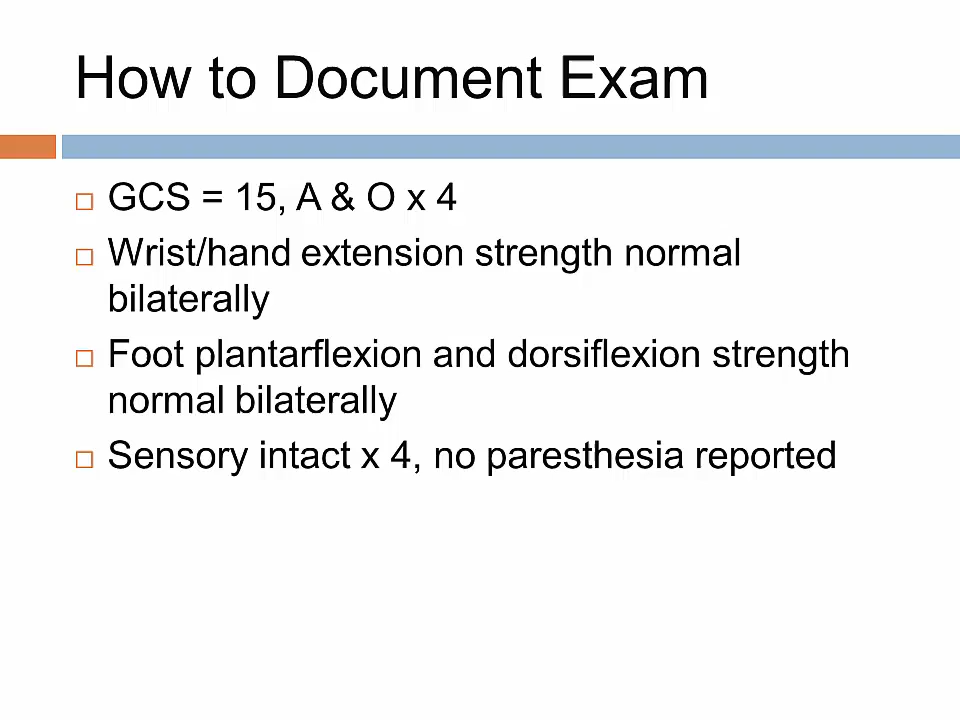 How to Document Exam
GCS = 15, A & O x 4
Wrist/hand extension strength normal
bilaterally
Foot plantarflexion and dorsiflexion strength
normal bilaterally
Sensory intact x 4, no paresthesia reported